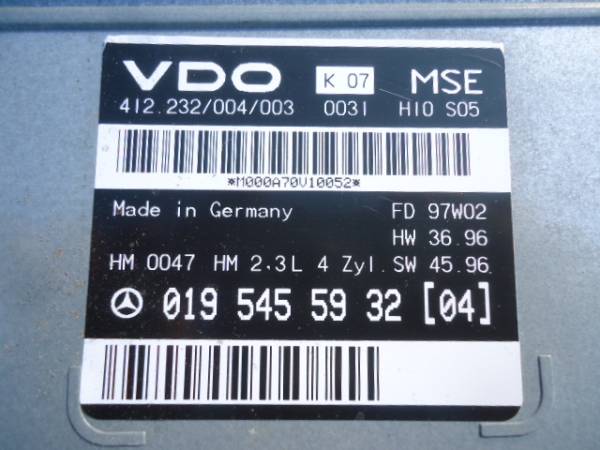 VDO K 07 MSE
412.232/004/003 0031 H10 S05
*M000A70V10052*
Made in Germany FD 97W02
HW 36.96
HM 0047 HM 2,3L 4 Zyl. SW 45.96
019 545 59 32 [04]